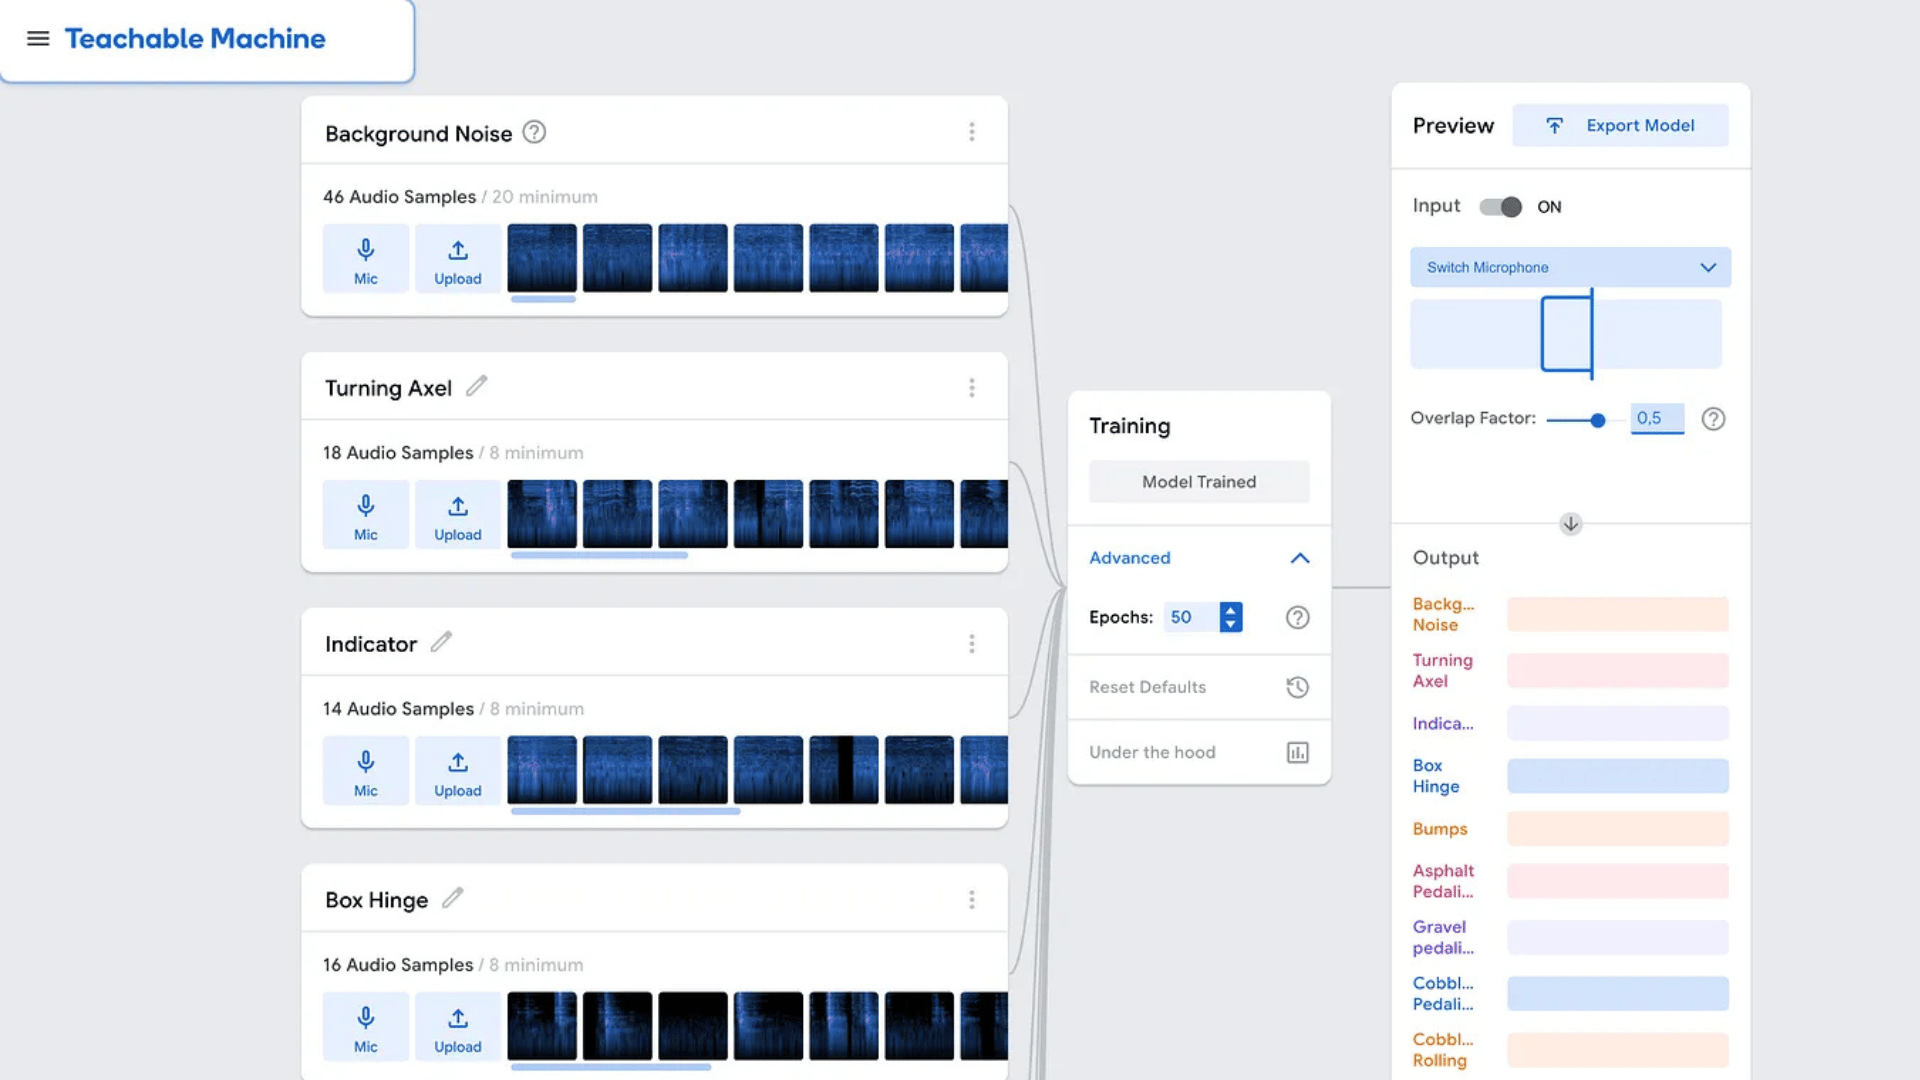 Teachable Machine
Background Noise
46 Audio Samples / 20 minimum
Mic
Upload
Turning Axel
18 Audio Samples / 8 minimum
Mic
Upload
Indicator
14 Audio Samples / 8 minimum
Mic
Upload
Box Hinge
16 Audio Samples / 8 minimum
Mic
Upload
Training
Model Trained
Advanced
Epochs: 50
Reset Defaults
Under the hood
Preview
Export Model
Input ON
Switch Microphone
Overlap Factor: 0,5
Output
Backg...
Noise
Turning
Axel
Indica...
Box
Hinge
Bumps
Asphalt
Pedali...
Gravel
pedali...
Cobbl...
Pedali...
Cobbl...
Rolling